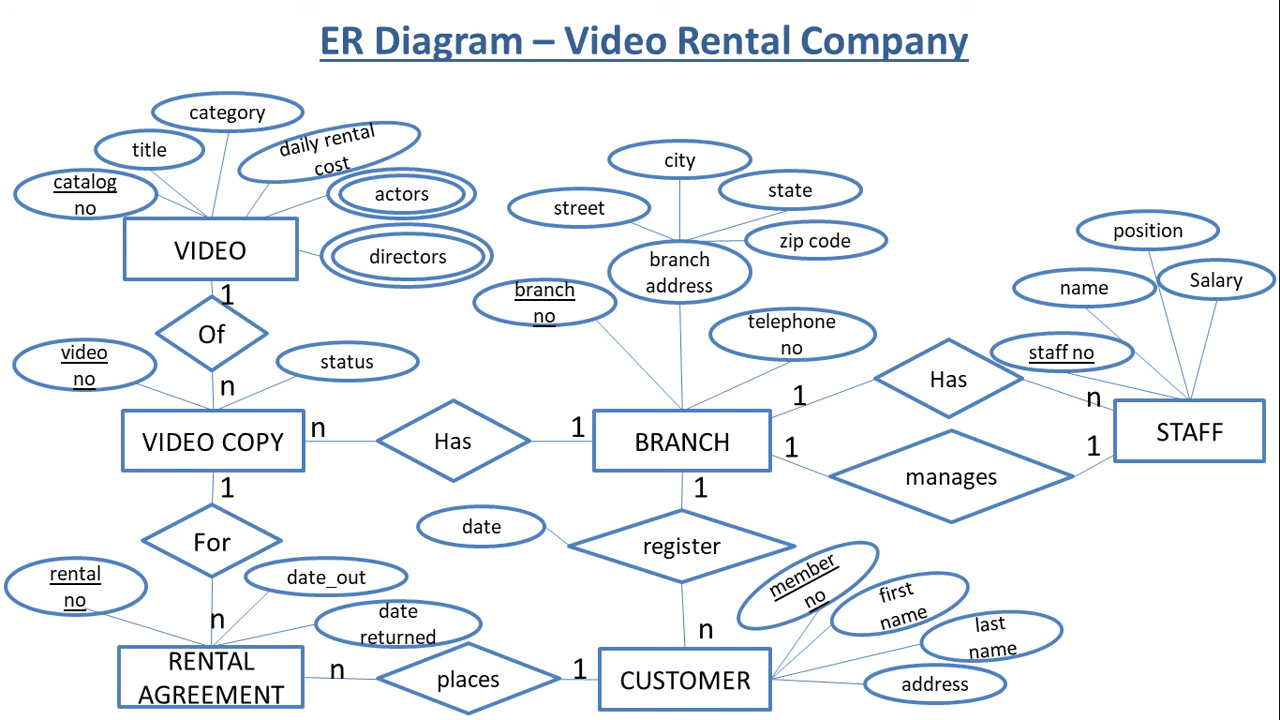 ER Diagram – Video Rental Company
category
title
daily rental
cost
catalog
no
actors
directors
VIDEO
city
state
street
zip code
branch
address
branch
no
telephone
no
position
name
Salary
staff no
1
Of
n
video
no
status
VIDEO COPY
n
Has
1
BRANCH
1
Has
n
1
manages
1
STAFF
1
For
n
1
register
n
date
rental
no
date_out
date
returned
RENTAL
AGREEMENT
n
places
1
CUSTOMER
member
no
first
name
last
name
address